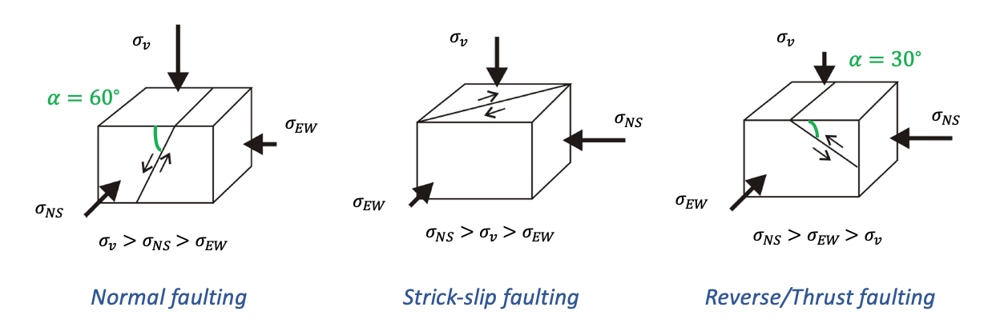 σv
α = 60°
σEW
σNS
σv > σNS > σEW
Normal faulting
σv
σNS
σEW
σNS > σv > σEW
Strick-slip faulting
σv
α = 30°
σNS
σEW
σNS > σEW > σv
Reverse/Thrust faulting